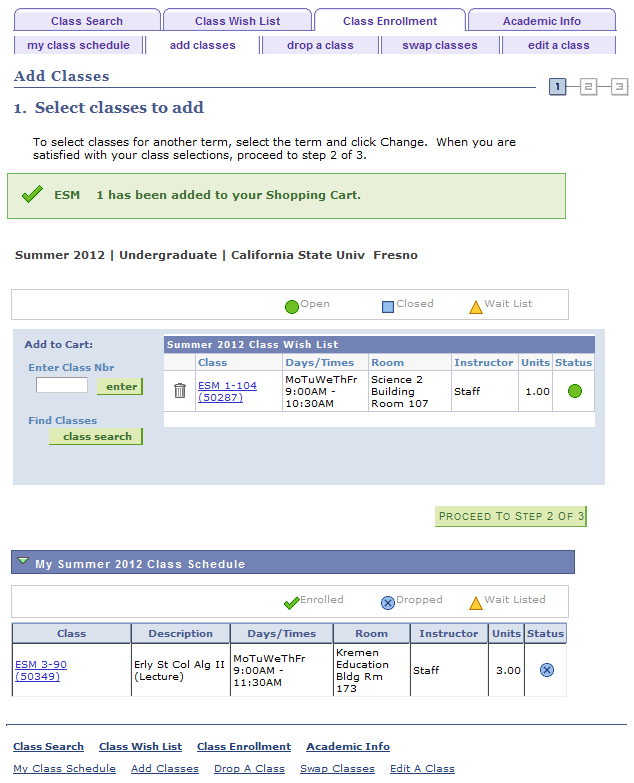 Class Search Class Wish List Class Enrollment Academic Info
my class schedule add classes drop a class swap classes edit a class
Add Classes
1 2 3
1. Select classes to add
To select classes for another term, select the term and click Change. When you are
satisfied with your class selections, proceed to step 2 of 3.
ESM 1 has been added to your Shopping Cart.
Summer 2012 | Undergraduate | California State Univ Fresno
Open Closed Wait List
Add to Cart:
Enter Class Nbr
enter
Find Classes
class search
Summer 2012 Class Wish List
Class Days/Times Room Instructor Units Status
ESM 1-104
(50287)
MoTuWeThFr
9:00AM -
10:30AM
Science 2
Building
Room 107
Staff
1.00
PROCEED TO STEP 2 OF 3
My Summer 2012 Class Schedule
Enrolled Dropped Wait Listed
Class Description Days/Times Room Instructor Units Status
ESM 3-90
(50349)
Erly St Col Alg II
(Lecture)
MoTuWeThFr
9:00AM -
11:30AM
Kremen
Education
Bldg Rm
173
Staff
3.00
Class Search Class Wish List Class Enrollment Academic Info
My Class Schedule Add Classes Drop A Class Swap Classes Edit A Class